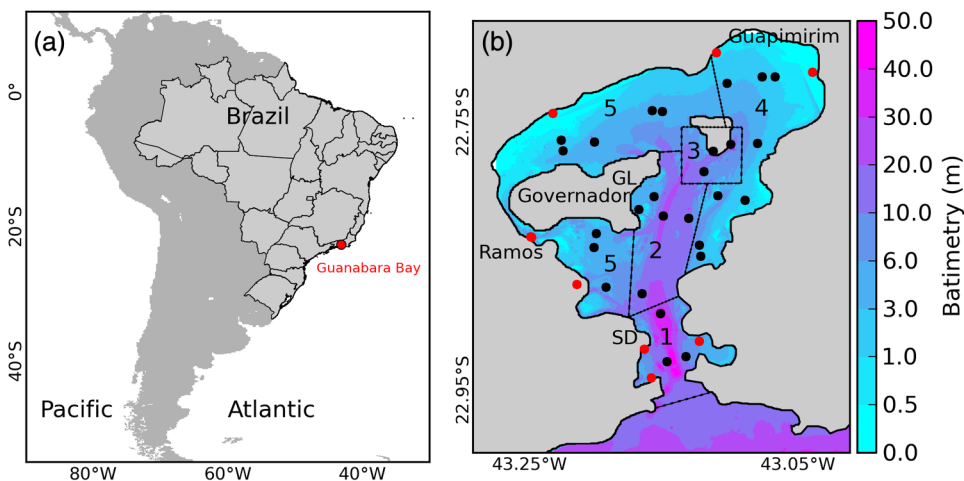 (a)
Brazil
Guanabara Bay
Pacific
Atlantic
0°
20°S
40°S
80°W
60°W
40°W
(b)
Guapimirim
5
4
3
GL
Governador
Ramos
5
2
SD
1
22.75°S
22.95°S
43.25°W
43.05°W
50.0
40.0
30.0
20.0
10.0
6.0
3.0
1.0
0.5
0.0
Batimetry (m)